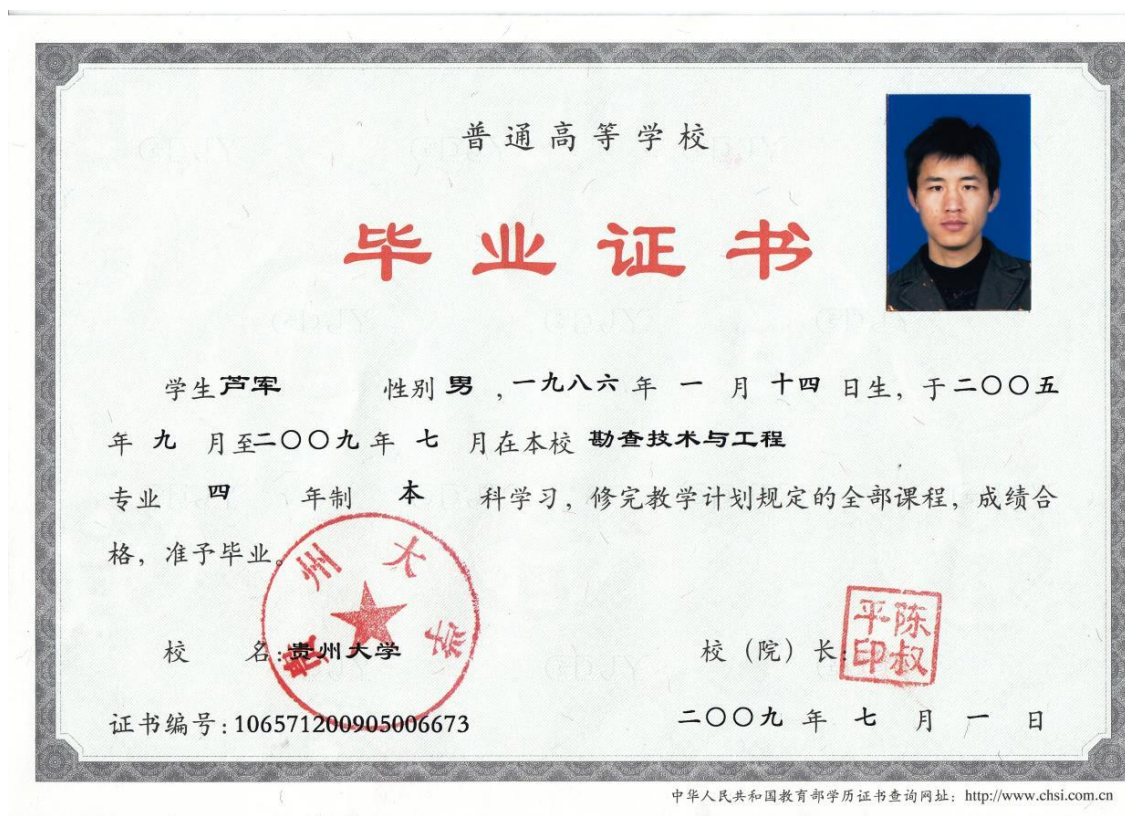 普通高等学校
毕业证书
学生芦军 性别 男 ，一九八六 年 一 月 十四 日生，于二〇〇五
年 九 月至二〇〇九年 七 月在本校 勘查技术与工程
专业 四 年制 本 科学习，修完教学计划规定的全部课程，成绩合
格，准予毕业。
贵州大学
校 名：贵州大学 校（院）长：
陈叔平印
证书编号：106571200905006673 二〇〇九 年 七 月 一 日
中华人民共和国教育部学历证书查询网址：http://www.chsi.com.cn